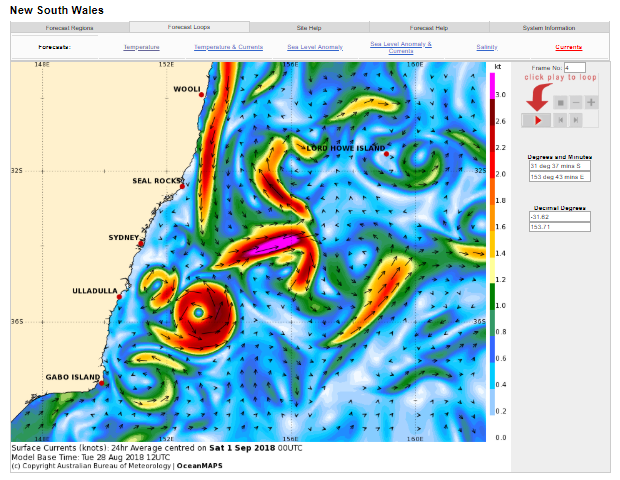 New South Wales
Forecast Regions Forecast Loops Site Help Forecast Help System Information
Forecasts: Temperature Temperature & Currents Sea Level Anomaly Sea Level Anomaly & Currents Salinity Currents
148E 152E 156E 160E kt
Frame No: 4
click play to loop
WOOLI
3.0
2.6
LORD HOWE ISLAND
2.2
Degrees and Minutes
31 deg 37 mins S
153 deg 43 mins E
32S 32S
2.0
SEAL ROCKS
1.8
Decimal Degrees
-31.62
153.71
1.6
SYDNEY
1.4
1.2
ULLADULLA
1.0
36S 36S
0.8
0.6
GABO ISLAND
0.4
0.2
148E 152E 156E 160E 0.0
Surface Currents (knots): 24hr Average centred on Sat 1 Sep 2018 00UTC
Model Base Time: Tue 28 Aug 2018 12UTC
(c) Copyright Australian Bureau of Meteorology | OceanMAPS